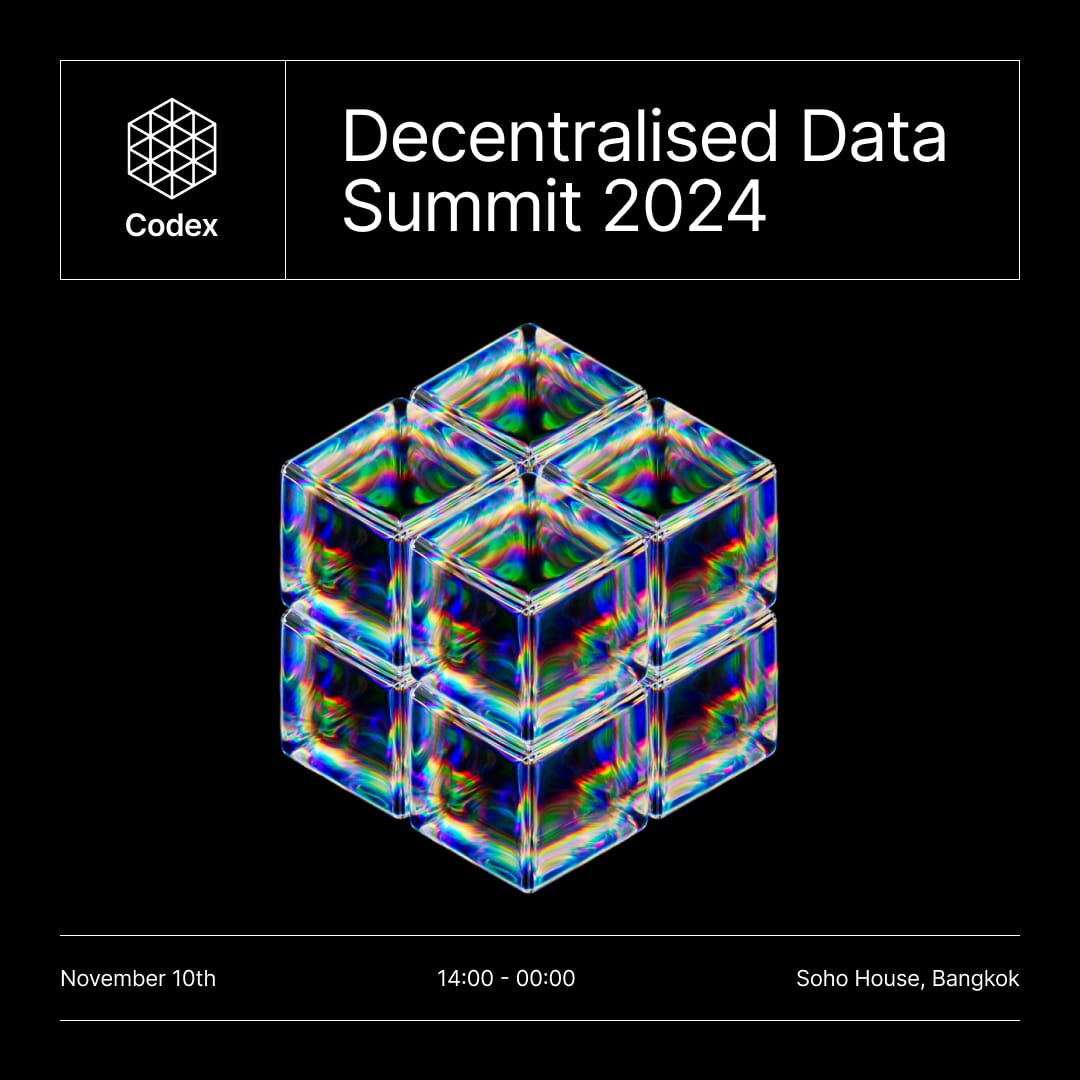 Codex
Decentralised Data
Summit 2024
November 10th
14:00 - 00:00
Soho House, Bangkok